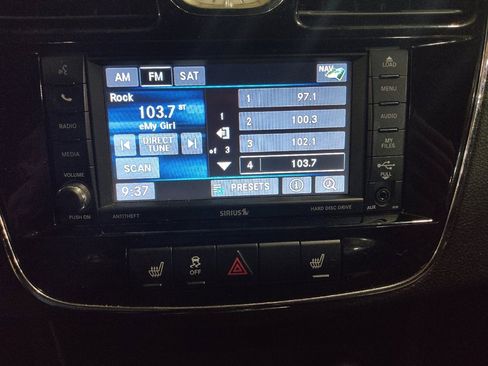 AM FM SAT NAV
Rock
103.7 ST
eMy Girl
DIRECT
TUNE
SCAN
9:37
1
of
3
1 97.1
2 100.3
3 102.1
4 103.7
PRESETS
RADIO
MEDIA
VOLUME
PUSH ON
ANTITHEFT
SIRIUS
HARD DISC DRIVE
LOAD
MENU
AUDIO
MY
FILES
PULL
AUX
OFF